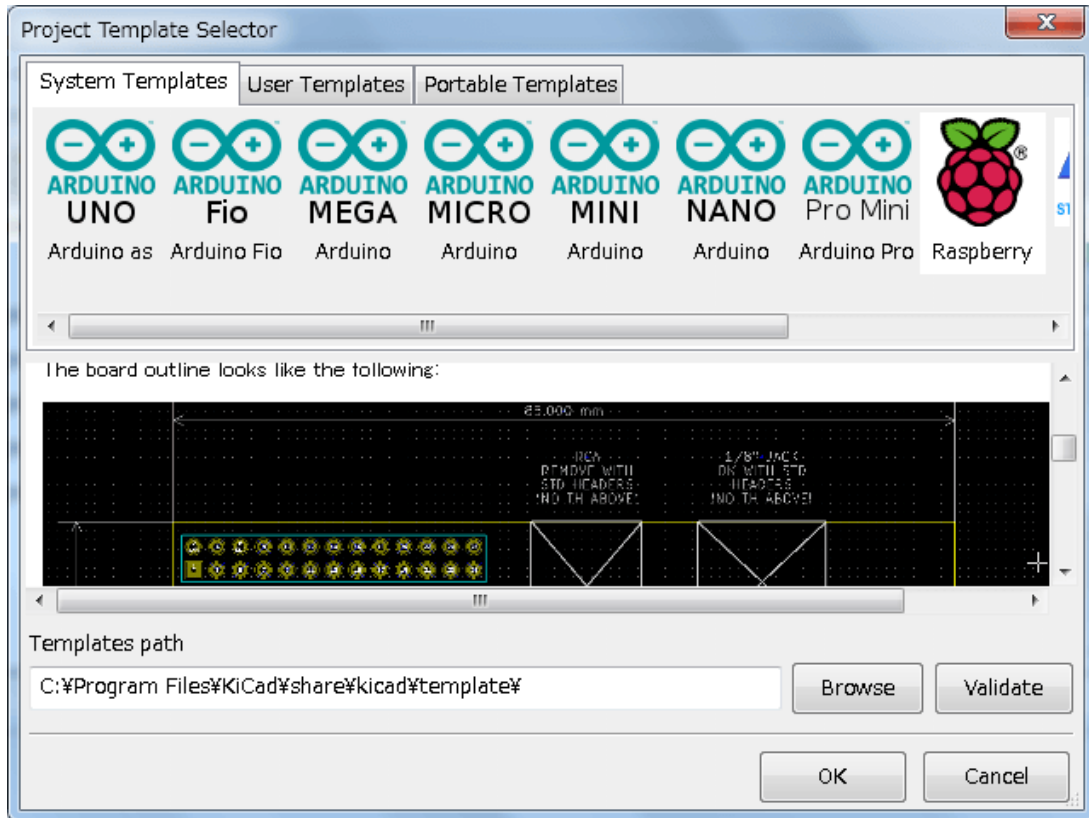 Project Template Selector
System Templates User Templates Portable Templates
ARDUINO ARDUINO ARDUINO ARDUINO ARDUINO ARDUINO ARDUINO ®
UNO Fio MEGA MICRO MINI NANO Pro Mini
Arduino as Arduino Fio Arduino Arduino Arduino Arduino Arduino Pro Raspberry
The board outline looks like the following:
85.000 mm
RCA 1/8" JACK
REMOVE WITH OK WITH STD
STD HEADERS HEADERS
!NO TH ABOVE! !NO TH ABOVE!
Templates path
C:¥Program Files¥KiCad¥share¥kicad¥template¥
Browse Validate
OK Cancel